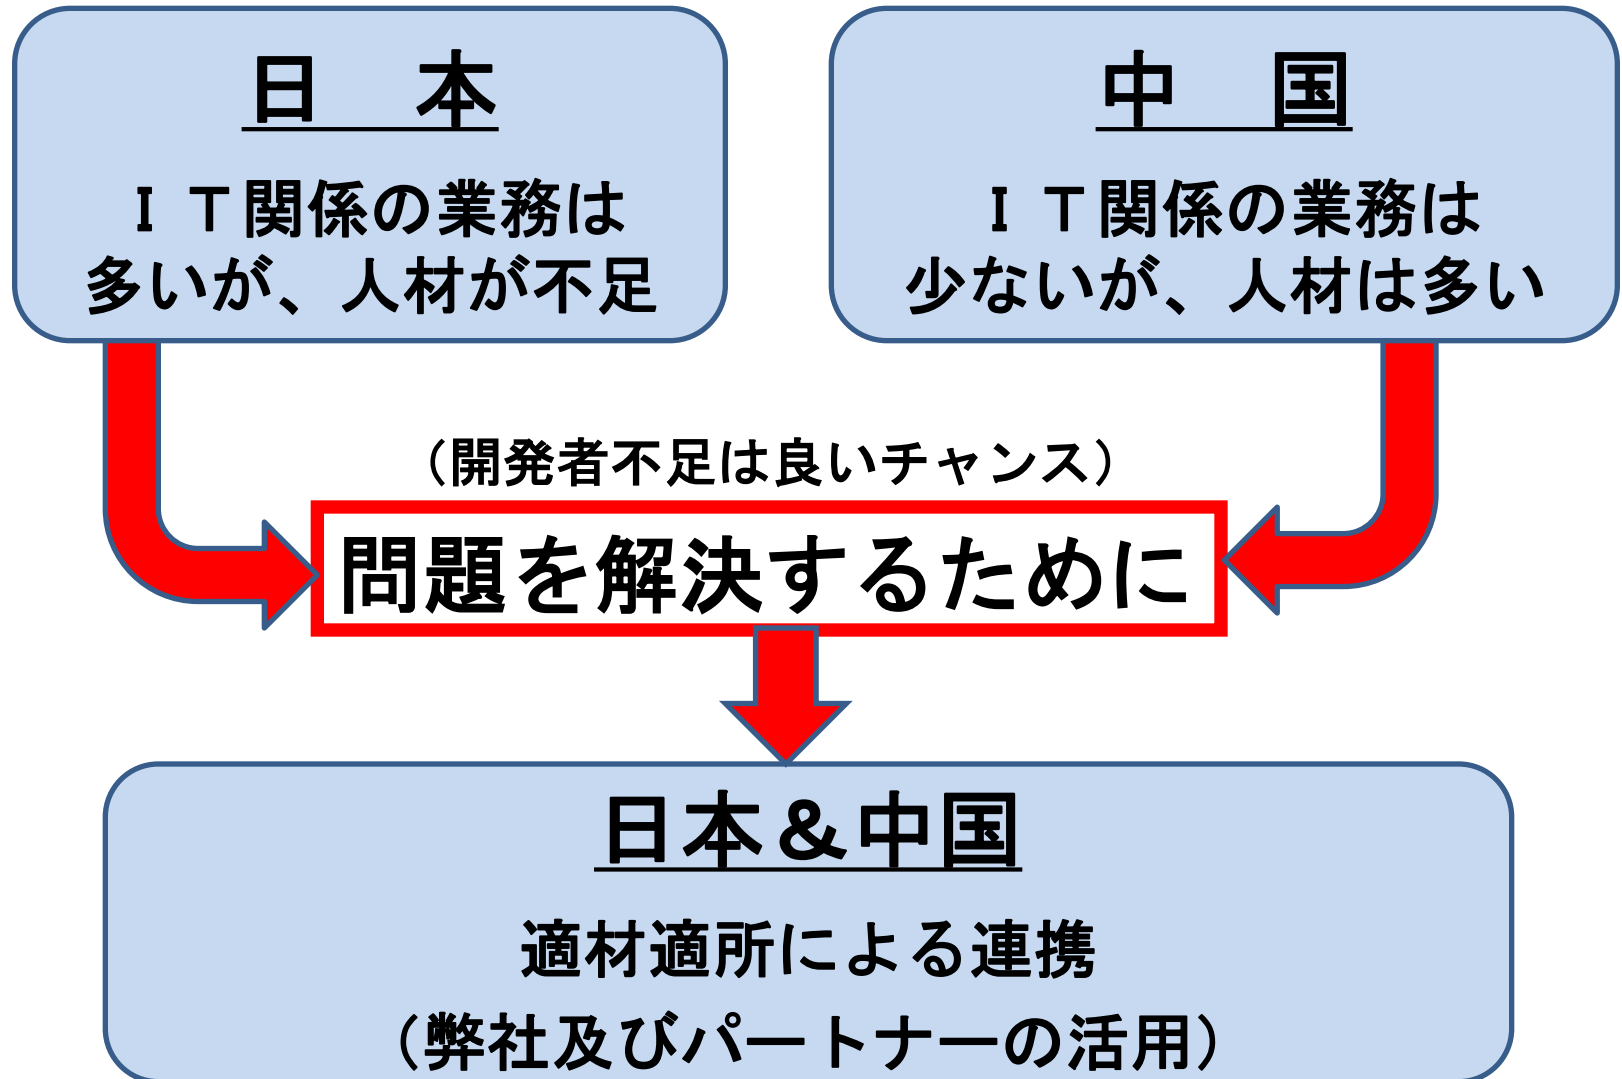 日　本
ＩＴ関係の業務は
多いが、人材が不足
中　国
ＩＴ関係の業務は
少ないが、人材は多い
（開発者不足は良いチャンス）
問題を解決するために
日本＆中国
適材適所による連携
（弊社及びパートナーの活用）